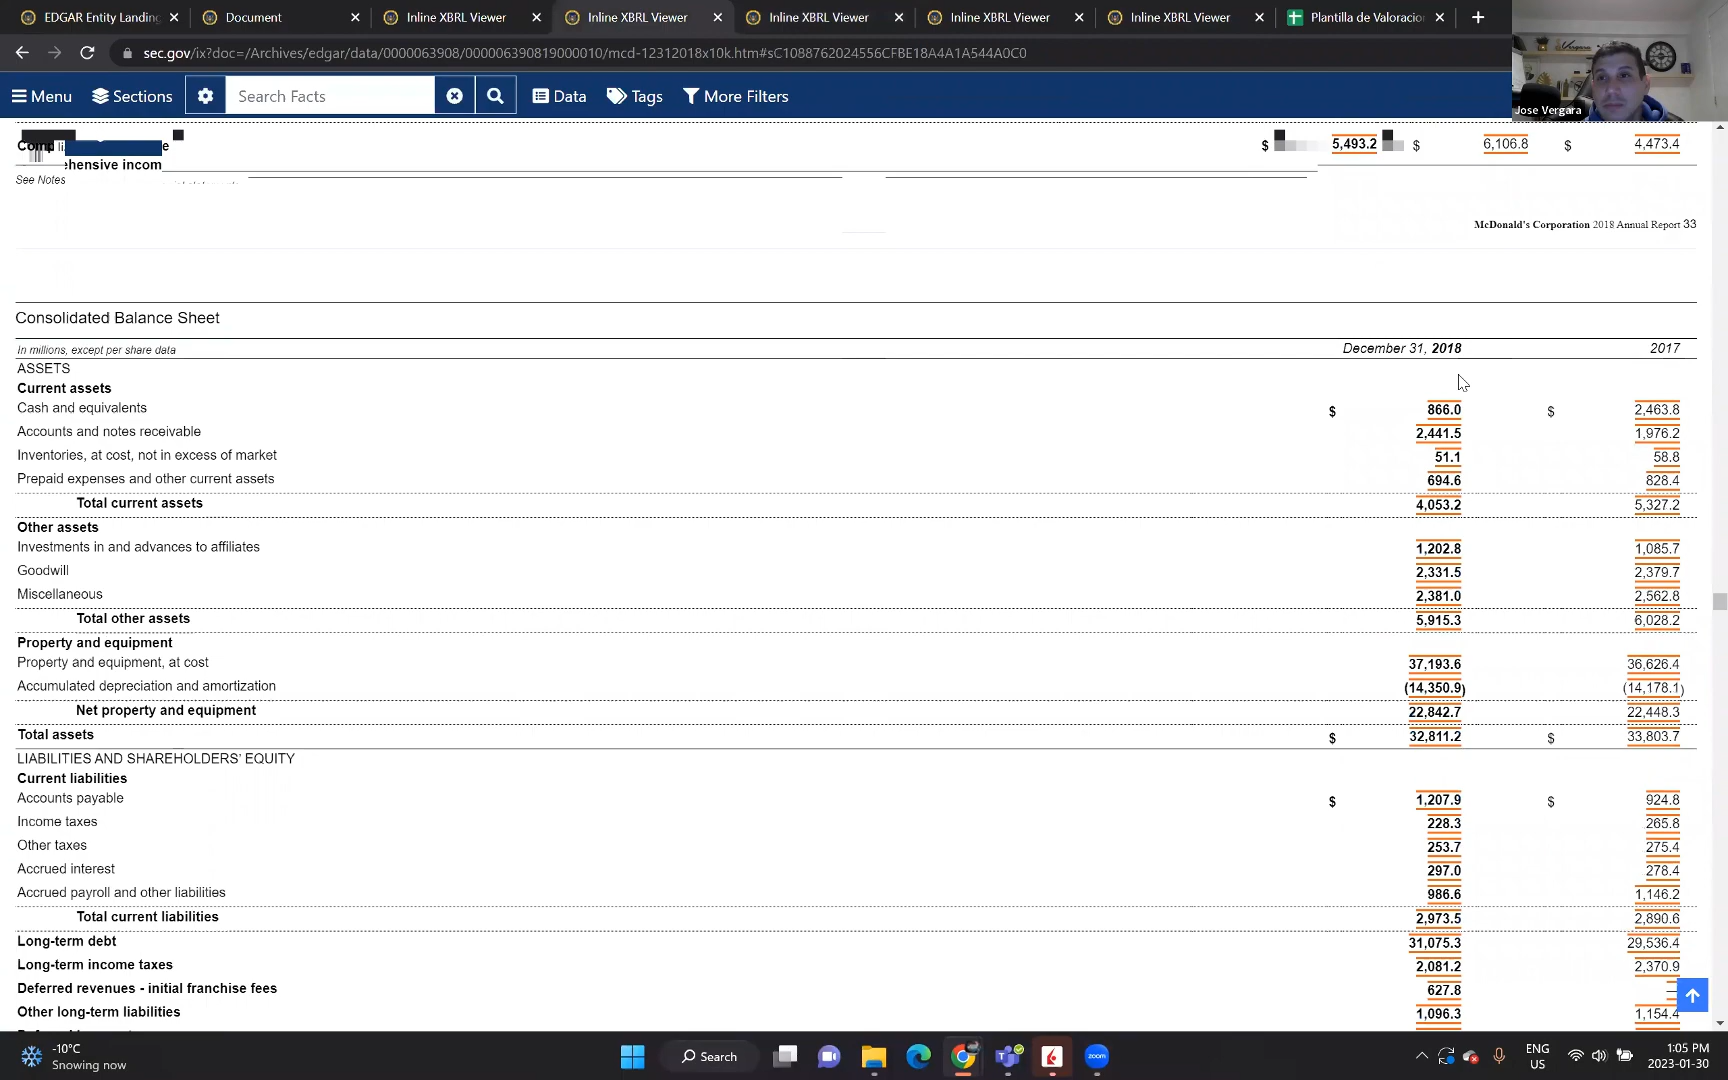 EDGAR Entity Landin
Document
Inline XBRL Viewer
Inline XBRL Viewer
Inline XBRL Viewer
Inline XBRL Viewer
Inline XBRL Viewer
Plantilla de Valoracio
sec.gov/ix?doc=/Archives/edgar/data/0000063908/000006390819000010/mcd-12312018x10k.htm#sC1088762024556CFBE18A4A1A544A0C0
Jose Vergara
Menu Sections Search Facts Data Tags More Filters
$ 5,493.2 $ 6,106.8 $ 4,473.4
hensive incom
See Notes
McDonald's Corporation 2018 Annual Report 33
Consolidated Balance Sheet
In millions, except per share data December 31, 2018 2017
ASSETS
Current assets
Cash and equivalents $ 866.0 $ 2,463.8
Accounts and notes receivable 2,441.5 1,976.2
Inventories, at cost, not in excess of market 51.1 58.8
Prepaid expenses and other current assets 694.6 828.4
Total current assets 4,053.2 5,327.2
Other assets
Investments in and advances to affiliates 1,202.8 1,085.7
Goodwill 2,331.5 2,379.7
Miscellaneous 2,381.0 2,562.8
Total other assets 5,915.3 6,028.2
Property and equipment
Property and equipment, at cost 37,193.6 36,626.4
Accumulated depreciation and amortization (14,350.9) (14,178.1)
Net property and equipment 22,842.7 22,448.3
Total assets $ 32,811.2 $ 33,803.7
LIABILITIES AND SHAREHOLDERS' EQUITY
Current liabilities
Accounts payable $ 1,207.9 $ 924.8
Income taxes 228.3 265.8
Other taxes 253.7 275.4
Accrued interest 297.0 278.4
Accrued payroll and other liabilities 986.6 1,146.2
Total current liabilities 2,973.5 2,890.6
Long-term debt 31,075.3 29,536.4
Long-term income taxes 2,081.2 2,370.9
Deferred revenues - initial franchise fees 627.8 —
Other long-term liabilities 1,096.3 1,154.4
-10°C
Snowing now
Search
zoom
ENG
US
1:05 PM
2023-01-30